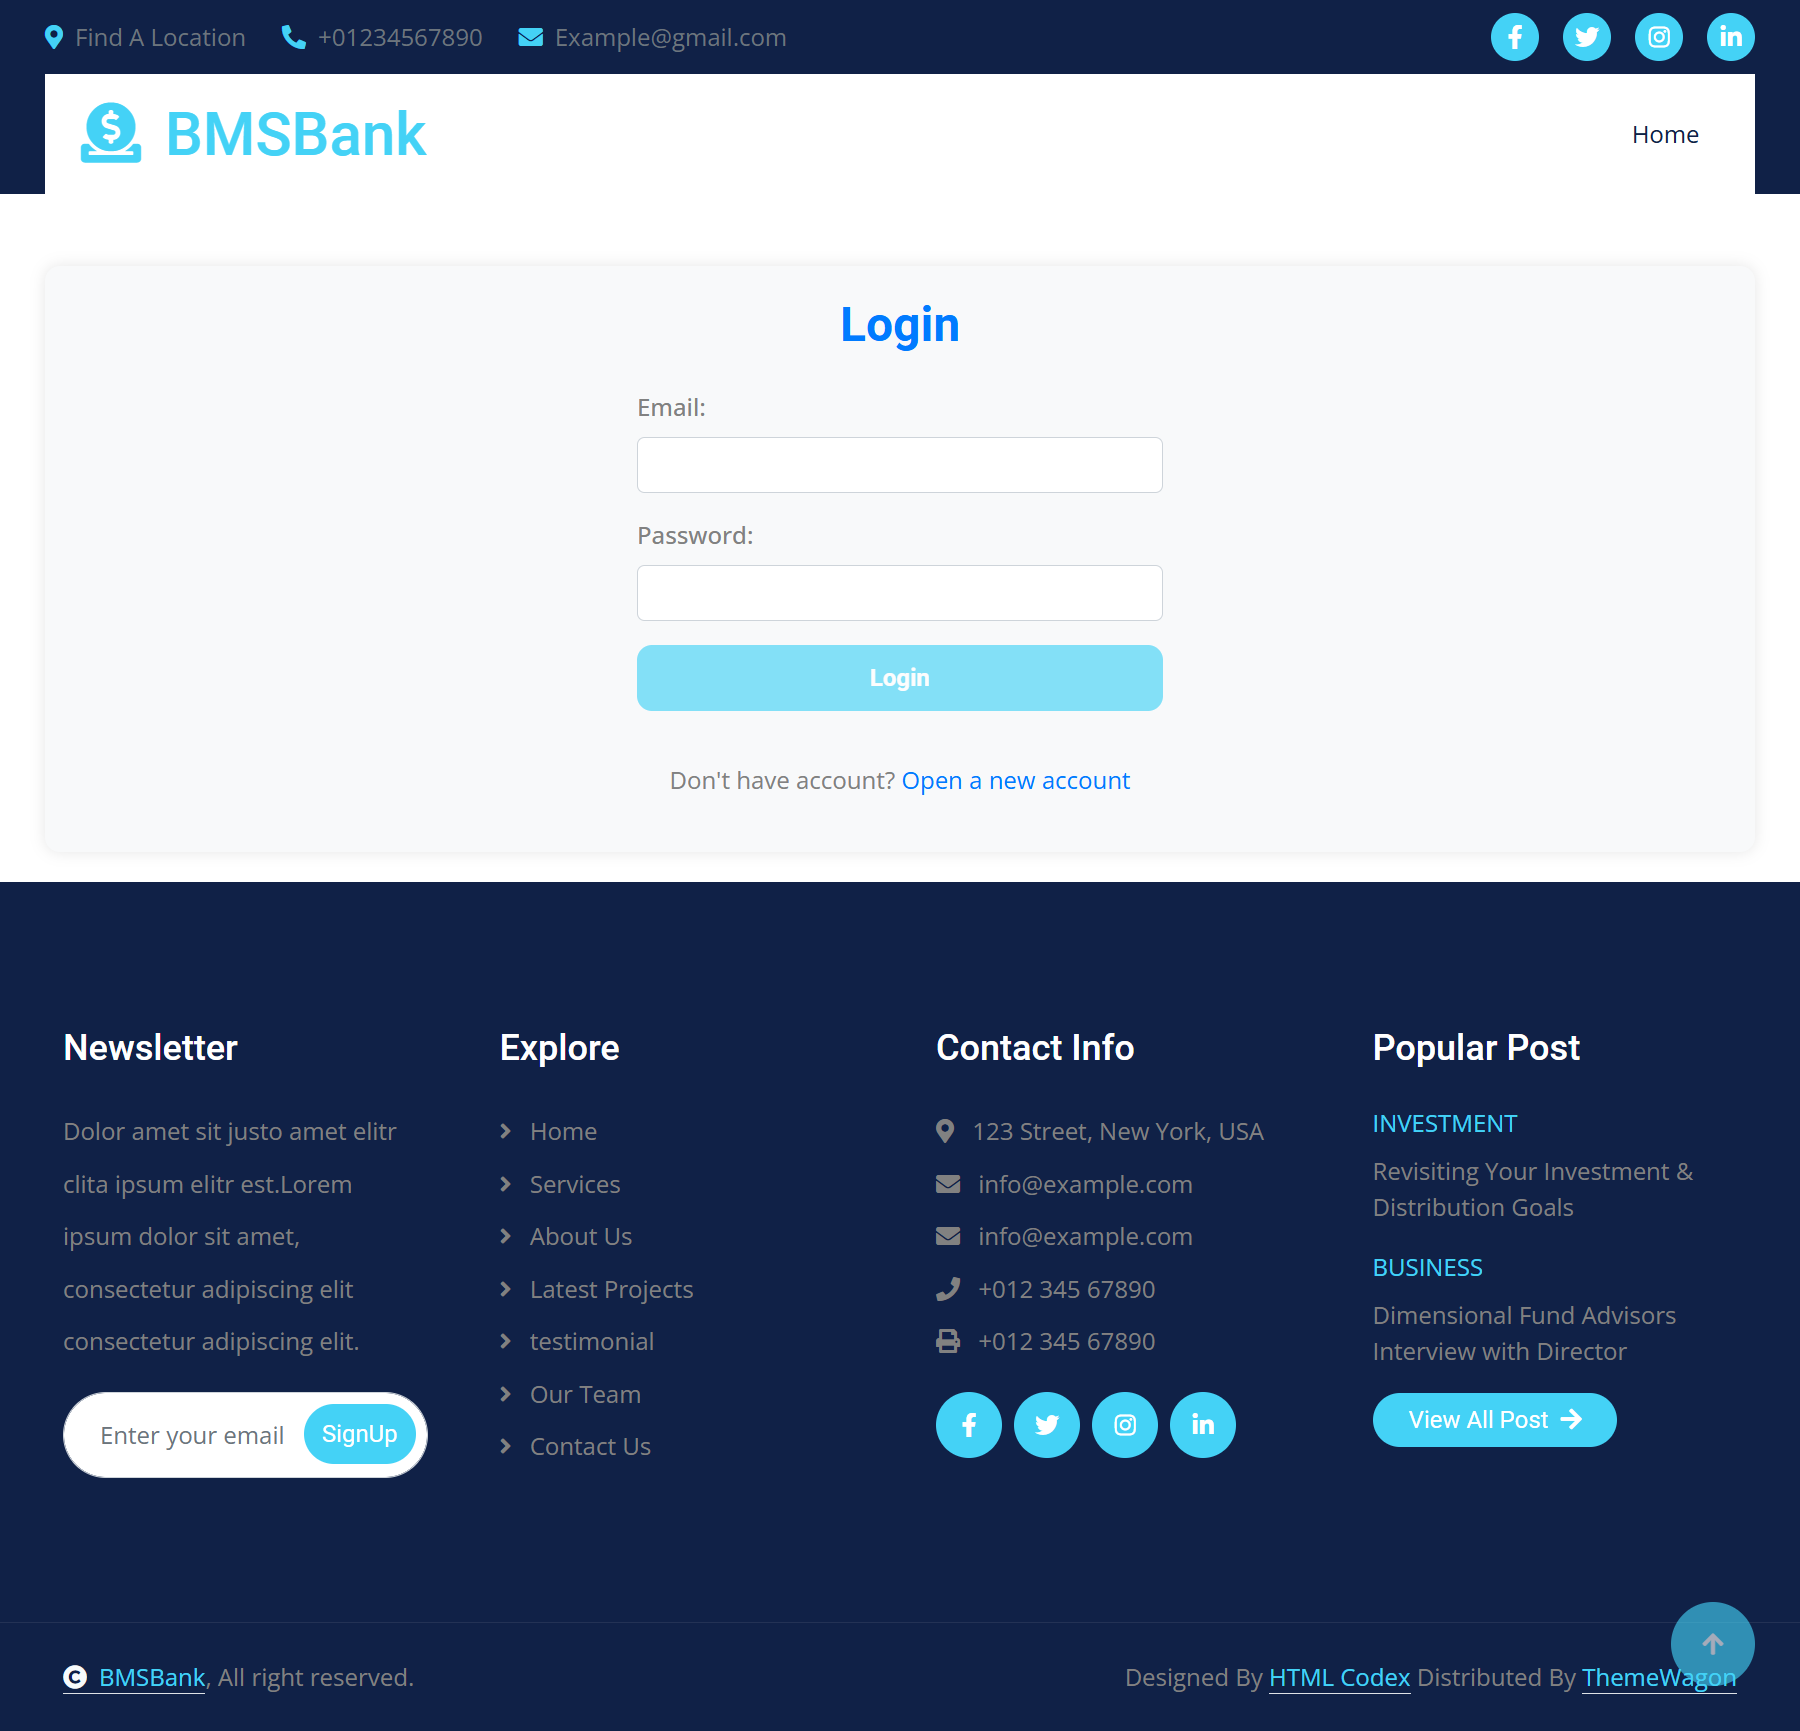 Find A Location +01234567890 Example@gmail.com
BMSBank
Home
Login
Email:
Password:
Login
Don't have account? Open a new account
Newsletter
Dolor amet sit justo amet elitr
clita ipsum elitr est.Lorem
ipsum dolor sit amet,
consectetur adipiscing elit
consectetur adipiscing elit.
Enter your email SignUp
Explore
Home
Services
About Us
Latest Projects
testimonial
Our Team
Contact Us
Contact Info
123 Street, New York, USA
info@example.com
info@example.com
+012 345 67890
+012 345 67890
Popular Post
INVESTMENT
Revisiting Your Investment &
Distribution Goals
BUSINESS
Dimensional Fund Advisors
Interview with Director
View All Post
BMSBank, All right reserved.
Designed By HTML Codex Distributed By ThemeWagon